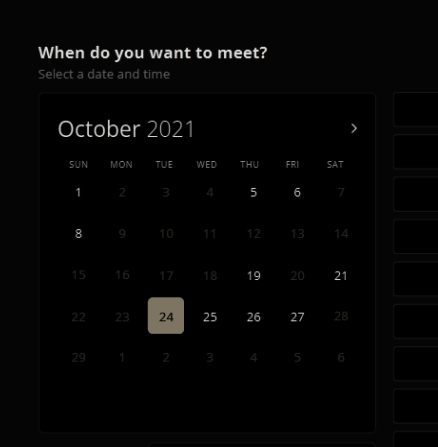 When do you want to meet?
Select a date and time
October 2021
SUN MON TUE WED THU FRI SAT
1 2 3 4 5 6 7
8 9 10 11 12 13 14
15 16 17 18 19 20 21
22 23 24 25 26 27 28
29 1 2 3 4 5 6